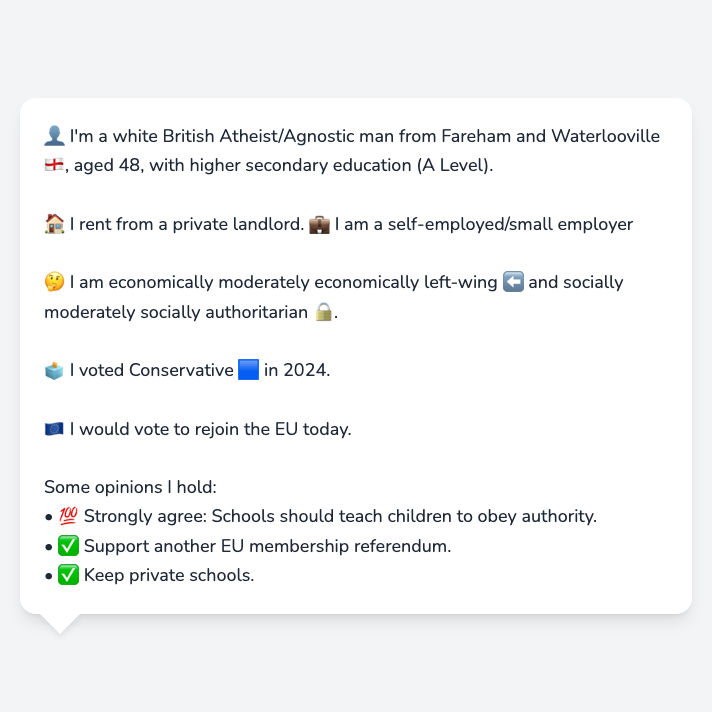 👤 I'm a white British Atheist/Agnostic man from Fareham and Waterlooville
🏴󠁧󠁢󠁥󠁮󠁧󠁿, aged 48, with higher secondary education (A Level).
🏠 I rent from a private landlord. 💼 I am a self-employed/small employer
🤔 I am economically moderately economically left-wing ⬅️ and socially
moderately socially authoritarian 🔒.
🗳️ I voted Conservative 🟦 in 2024.
🇪🇺 I would vote to rejoin the EU today.
Some opinions I hold:
• 💯 Strongly agree: Schools should teach children to obey authority.
• ✅ Support another EU membership referendum.
• ✅ Keep private schools.